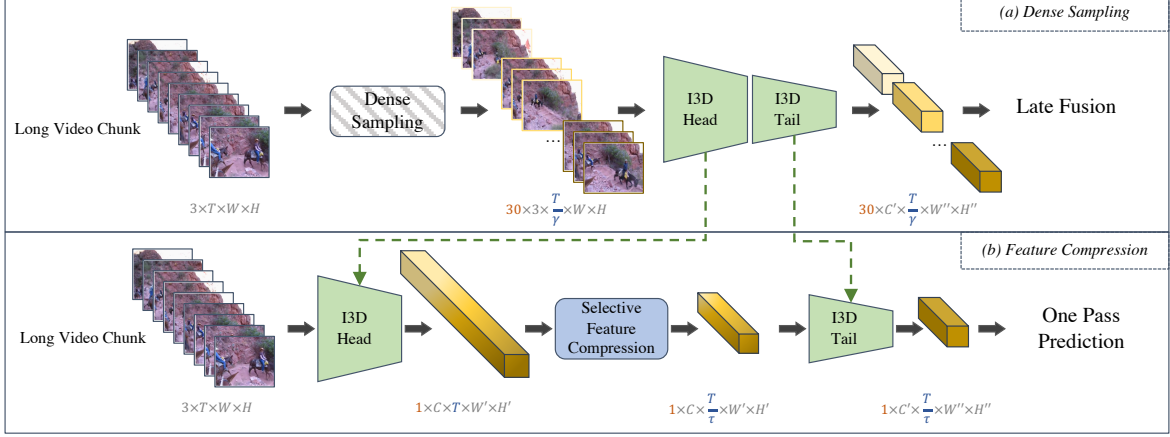 (a) Dense Sampling
Long Video Chunk
Dense
Sampling
...
I3D
Head
I3D
Tail
...
Late Fusion
3×T×W×H
30×3×T/γ×W×H
30×C'×T/γ×W''×H''
(b) Feature Compression
Long Video Chunk
I3D
Head
Selective
Feature
Compression
I3D
Tail
One Pass
Prediction
3×T×W×H
1×C×T×W'×H'
1×C×T/τ×W'×H'
1×C'×T/τ×W''×H''